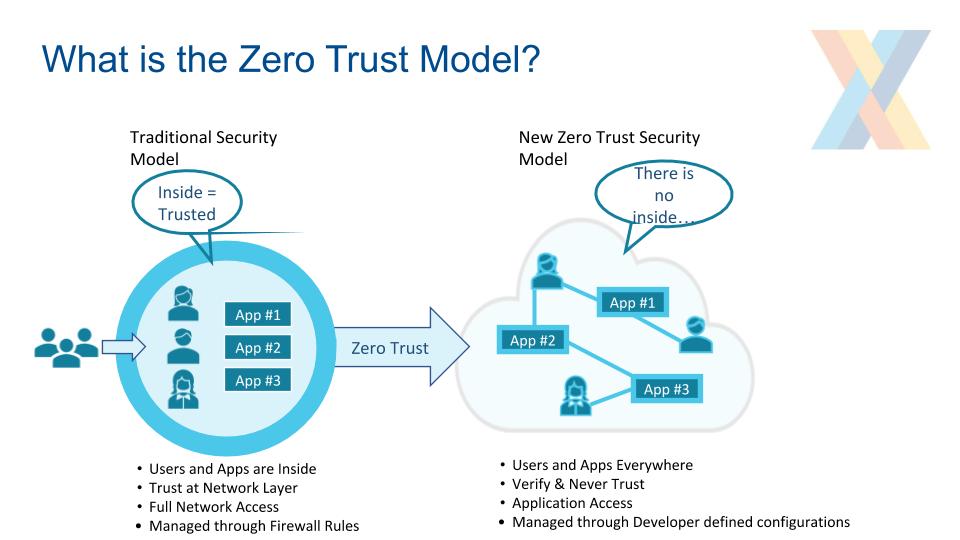 What is the Zero Trust Model?
Traditional Security
Model
Inside =
Trusted
App #1
App #2
App #3
• Users and Apps are Inside
• Trust at Network Layer
• Full Network Access
• Managed through Firewall Rules
Zero Trust
New Zero Trust Security
Model
There is
no
inside…
App #1
App #2
App #3
• Users and Apps Everywhere
• Verify & Never Trust
• Application Access
• Managed through Developer defined configurations